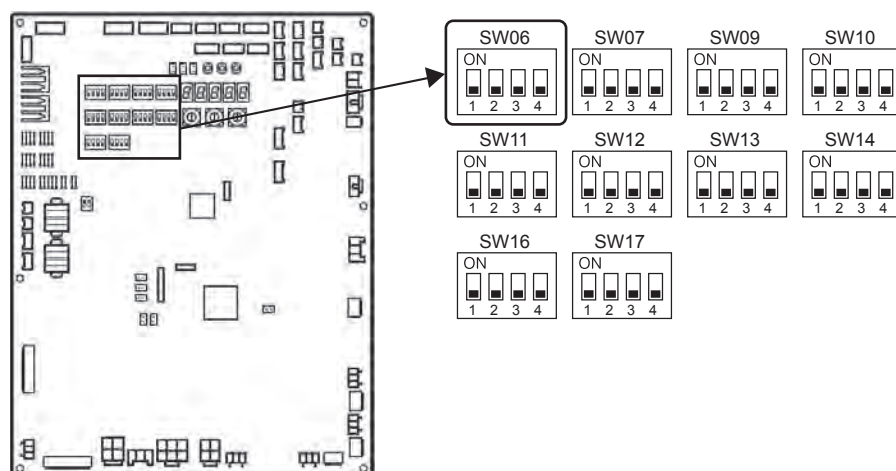 SW06 SW07 SW09 SW10
ON ON ON ON
1 2 3 4 1 2 3 4 1 2 3 4 1 2 3 4
SW11 SW12 SW13 SW14
ON ON ON ON
1 2 3 4 1 2 3 4 1 2 3 4 1 2 3 4
SW16 SW17
ON ON
1 2 3 4 1 2 3 4